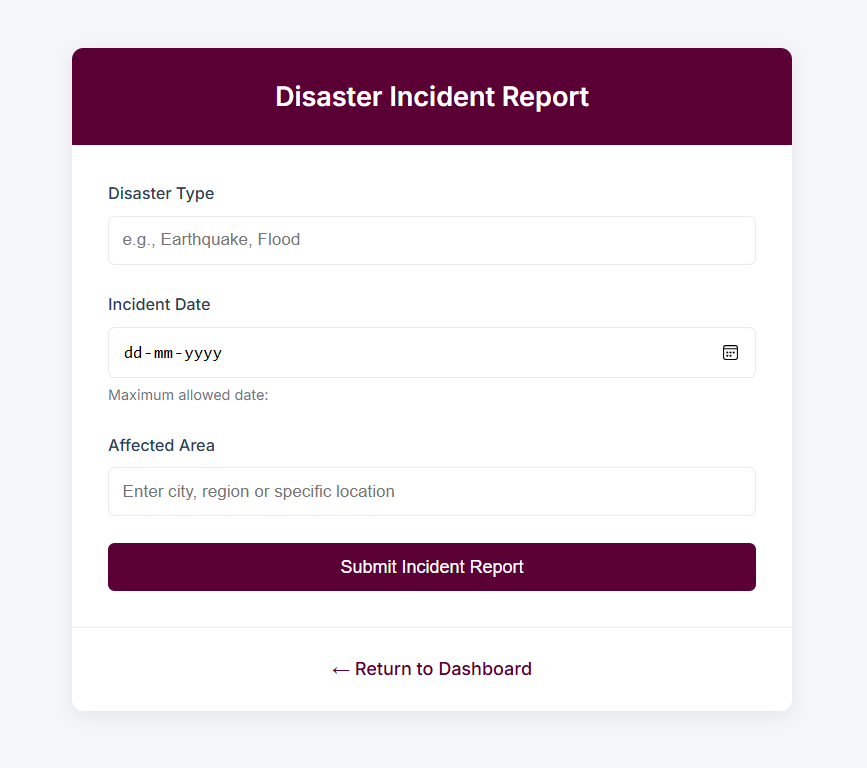 Disaster Incident Report
Disaster Type
e.g., Earthquake, Flood
Incident Date
dd-mm-yyyy
Maximum allowed date:
Affected Area
Enter city, region or specific location
Submit Incident Report
← Return to Dashboard